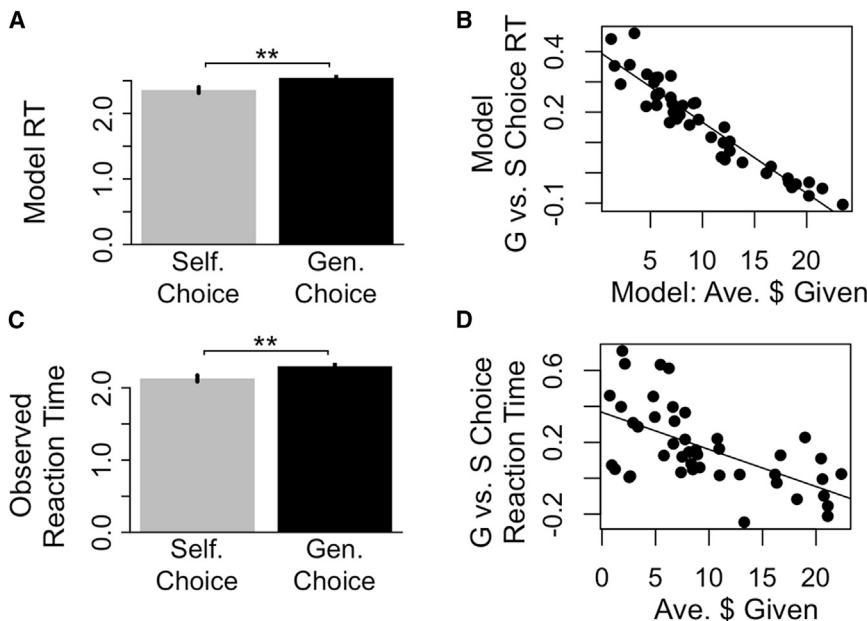 A
**
Model RT
0.0
1.0
2.0
Self.
Choice
Gen.
Choice
B
Model
G vs. S Choice RT
-0.1
0.2
0.4
5
10
15
20
Model: Ave. $ Given
C
**
Observed
Reaction Time
0.0
1.0
2.0
Self.
Choice
Gen.
Choice
D
G vs. S Choice
Reaction Time
-0.2
0.2
0.6
0
5
10
15
20
Ave. $ Given